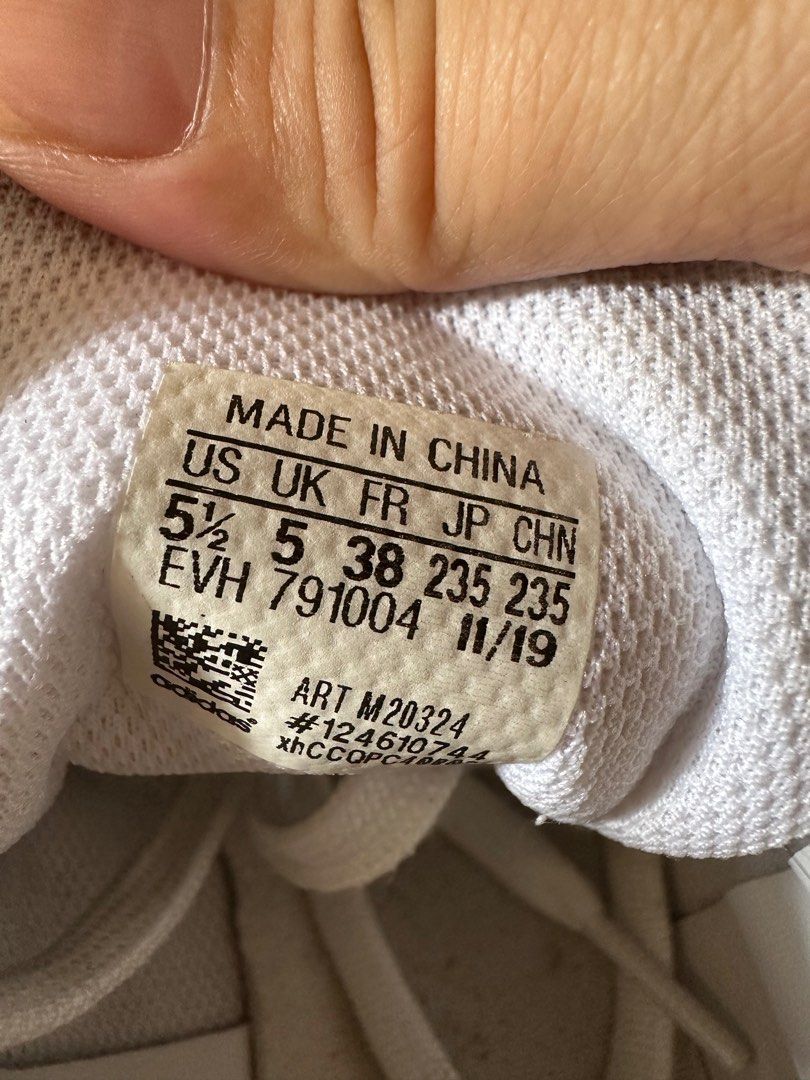 MADE IN CHINA
US UK FR JP CHN
5½ 5 38 235 235
EVH 791004 11/19
adidas
ART M20324
#124610744